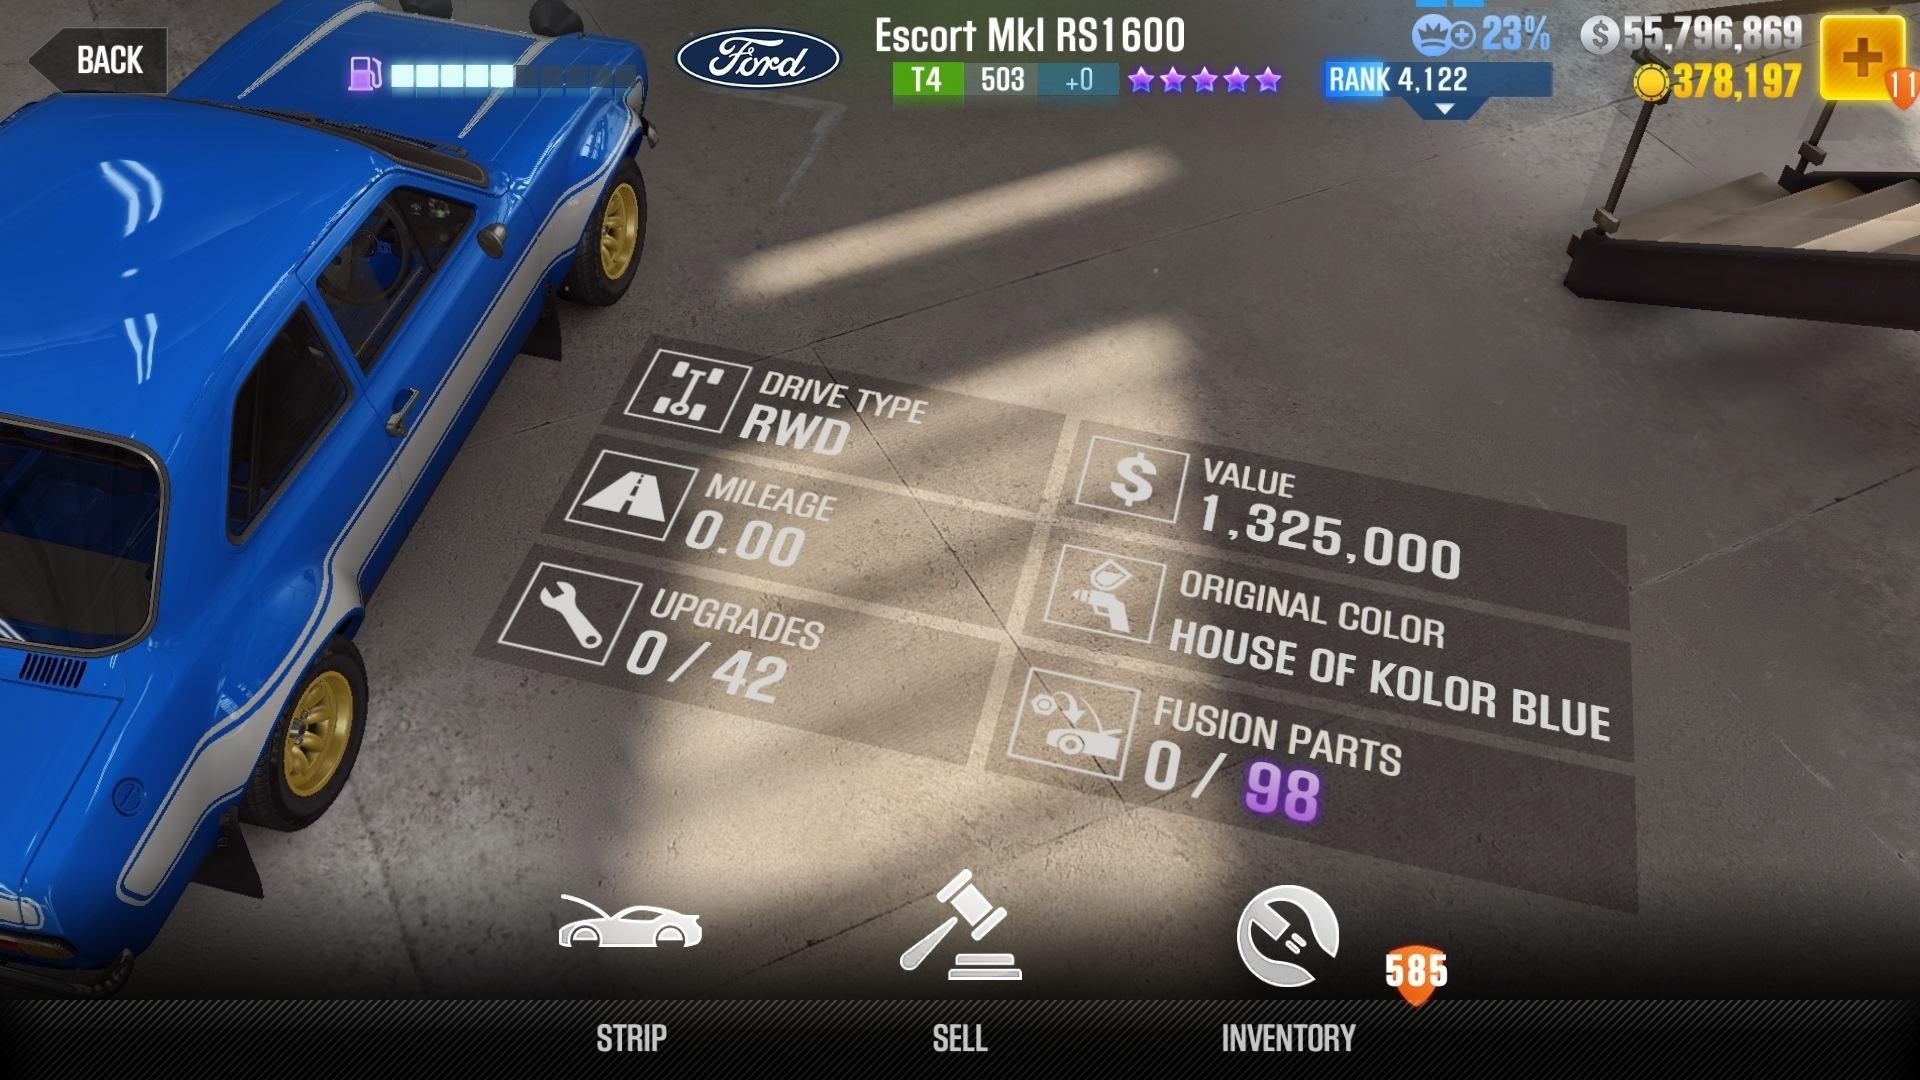 BACK
Ford
Escort MkI RS1600
T4 503 +0
23%
RANK 4,122
55,796,869
378,197
11
DRIVE TYPE
RWD
MILEAGE
0.00
UPGRADES
0 / 42
VALUE
1,325,000
ORIGINAL COLOR
HOUSE OF KOLOR BLUE
FUSION PARTS
0 / 98
STRIP
SELL
INVENTORY
585